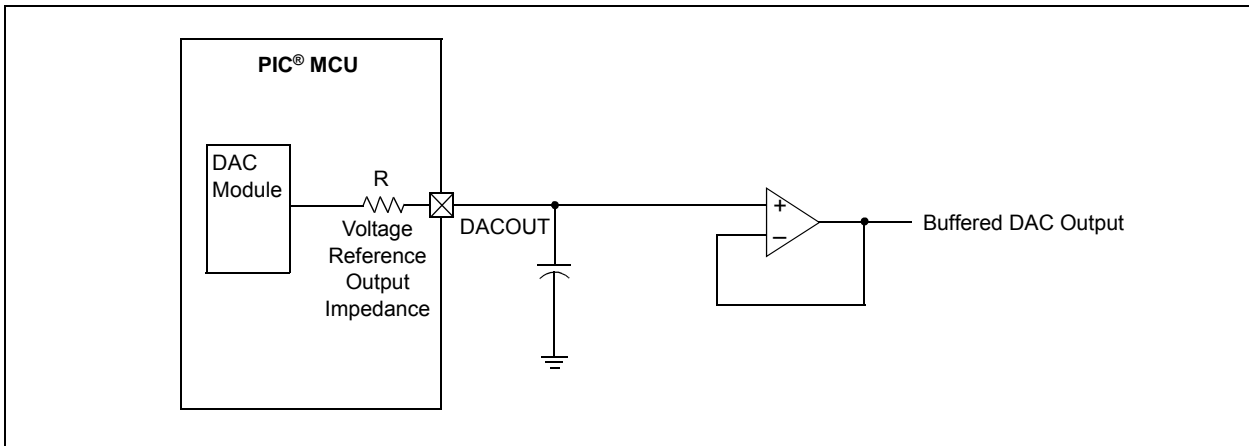 PIC® MCU
DAC
Module
R
Voltage
Reference
Output
Impedance
DACOUT
+
–
Buffered DAC Output